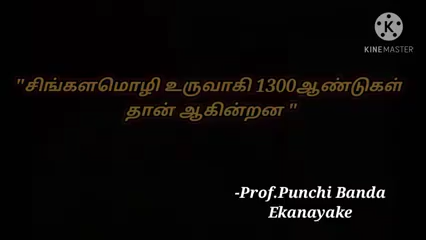 KINEMASTER
"சிங்களமொழி உருவாகி 1300ஆண்டுகள்
தான் ஆகின்றன "
-Prof.Punchi Banda
Ekanayake